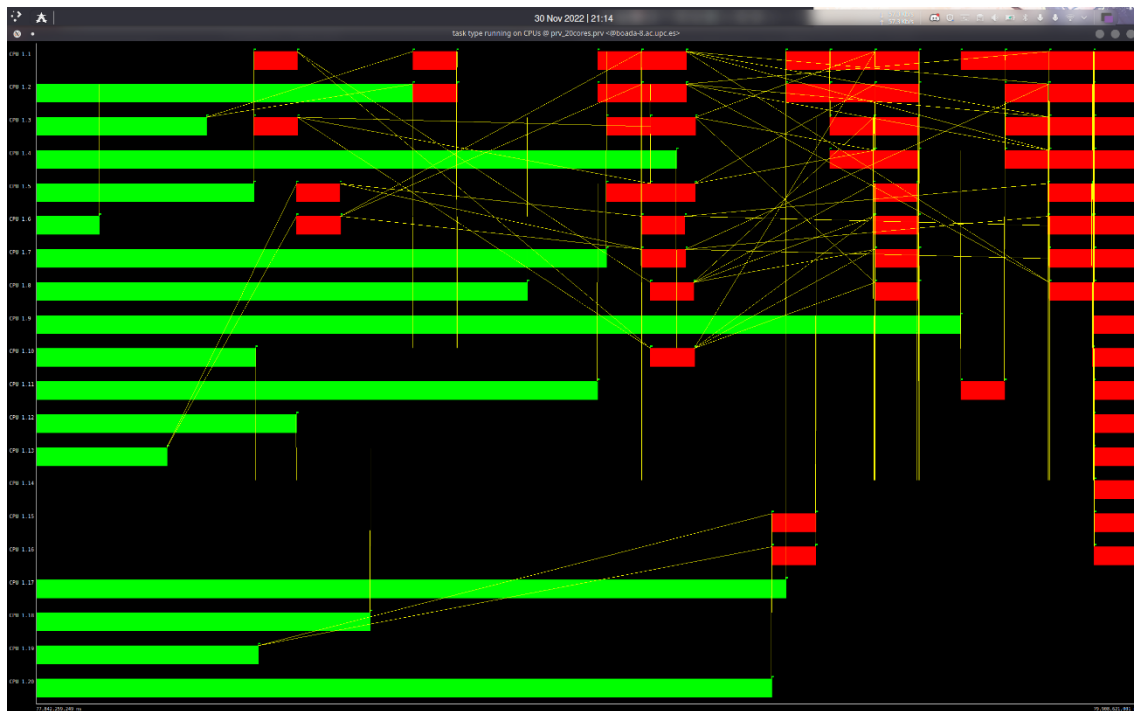 30 Nov 2022 | 21:14
task type running on CPUs @ prv_20cores.prv <@boada-8.ac.upc.es>
CPU 1.1
CPU 1.2
CPU 1.3
CPU 1.4
CPU 1.5
CPU 1.6
CPU 1.7
CPU 1.8
CPU 1.9
CPU 1.10
CPU 1.11
CPU 1.12
CPU 1.13
CPU 1.14
CPU 1.15
CPU 1.16
CPU 1.17
CPU 1.18
CPU 1.19
CPU 1.20